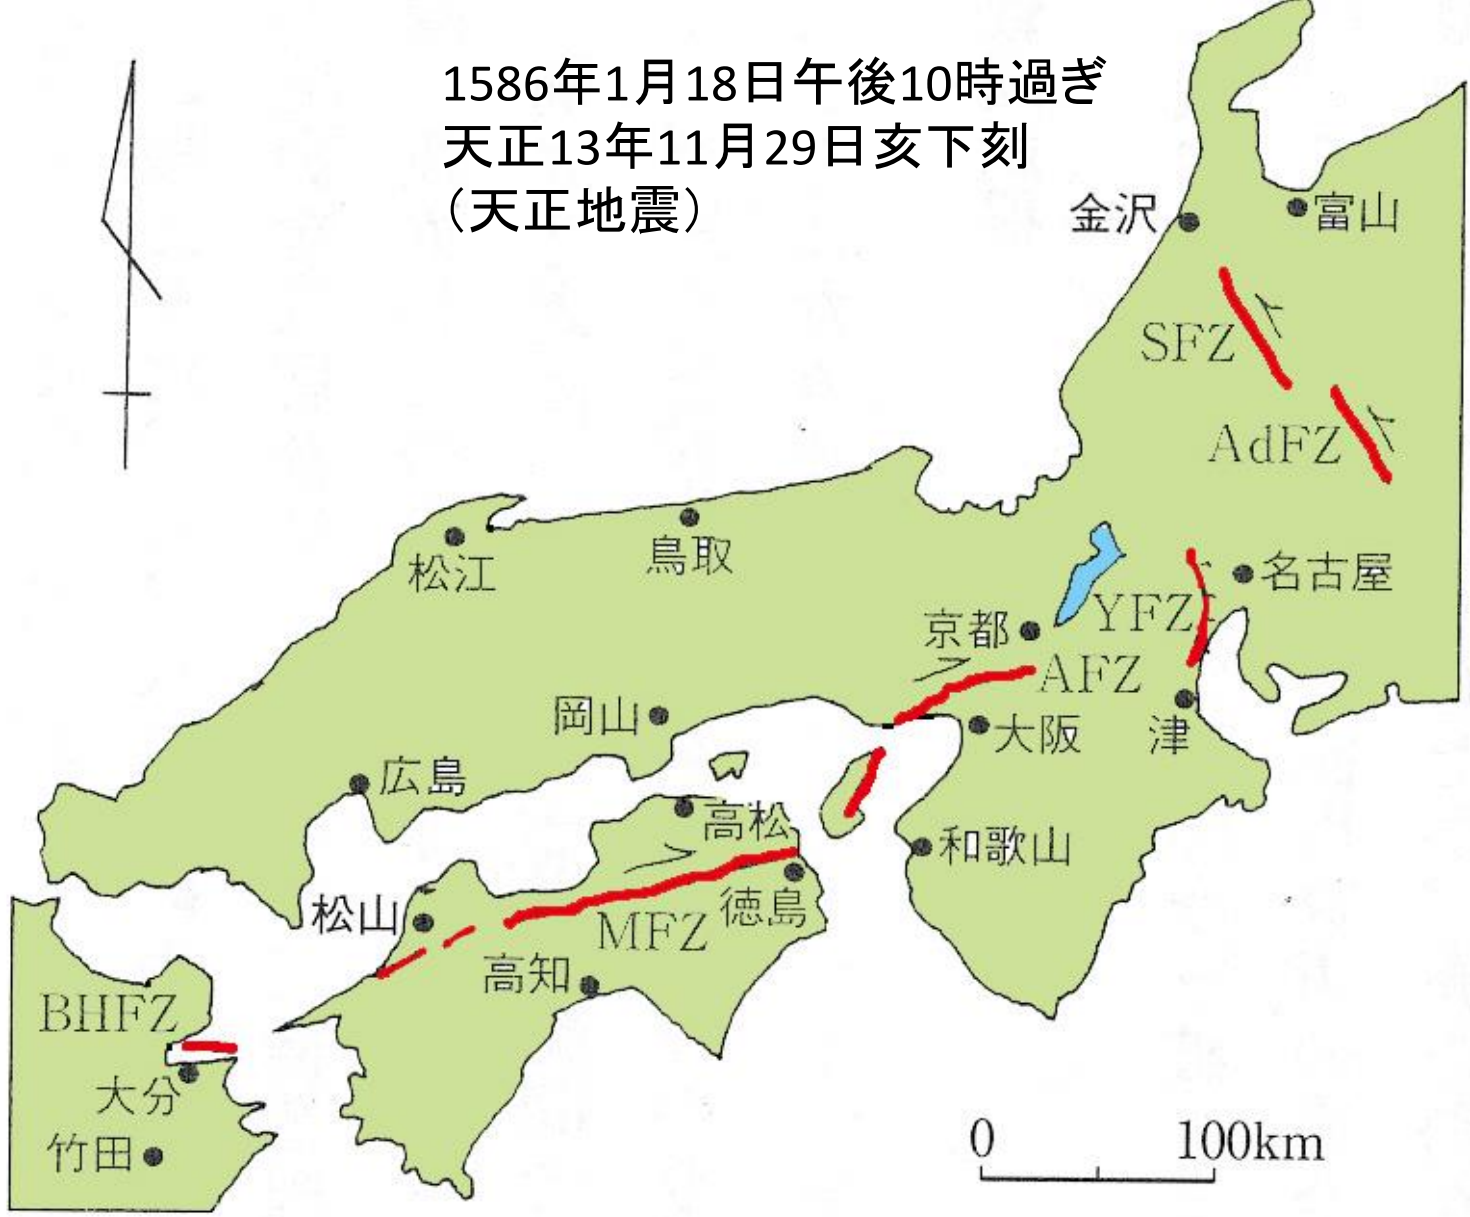 1586年1月18日午後10時過ぎ
天正13年11月29日亥下刻
（天正地震）
金沢
富山
SFZ
AdFZ
鳥取
松江
名古屋
YFZ
京都
AFZ
岡山
大阪
津
広島
高松
和歌山
徳島
松山
MFZ
高知
BHFZ
大分
竹田
0 100km